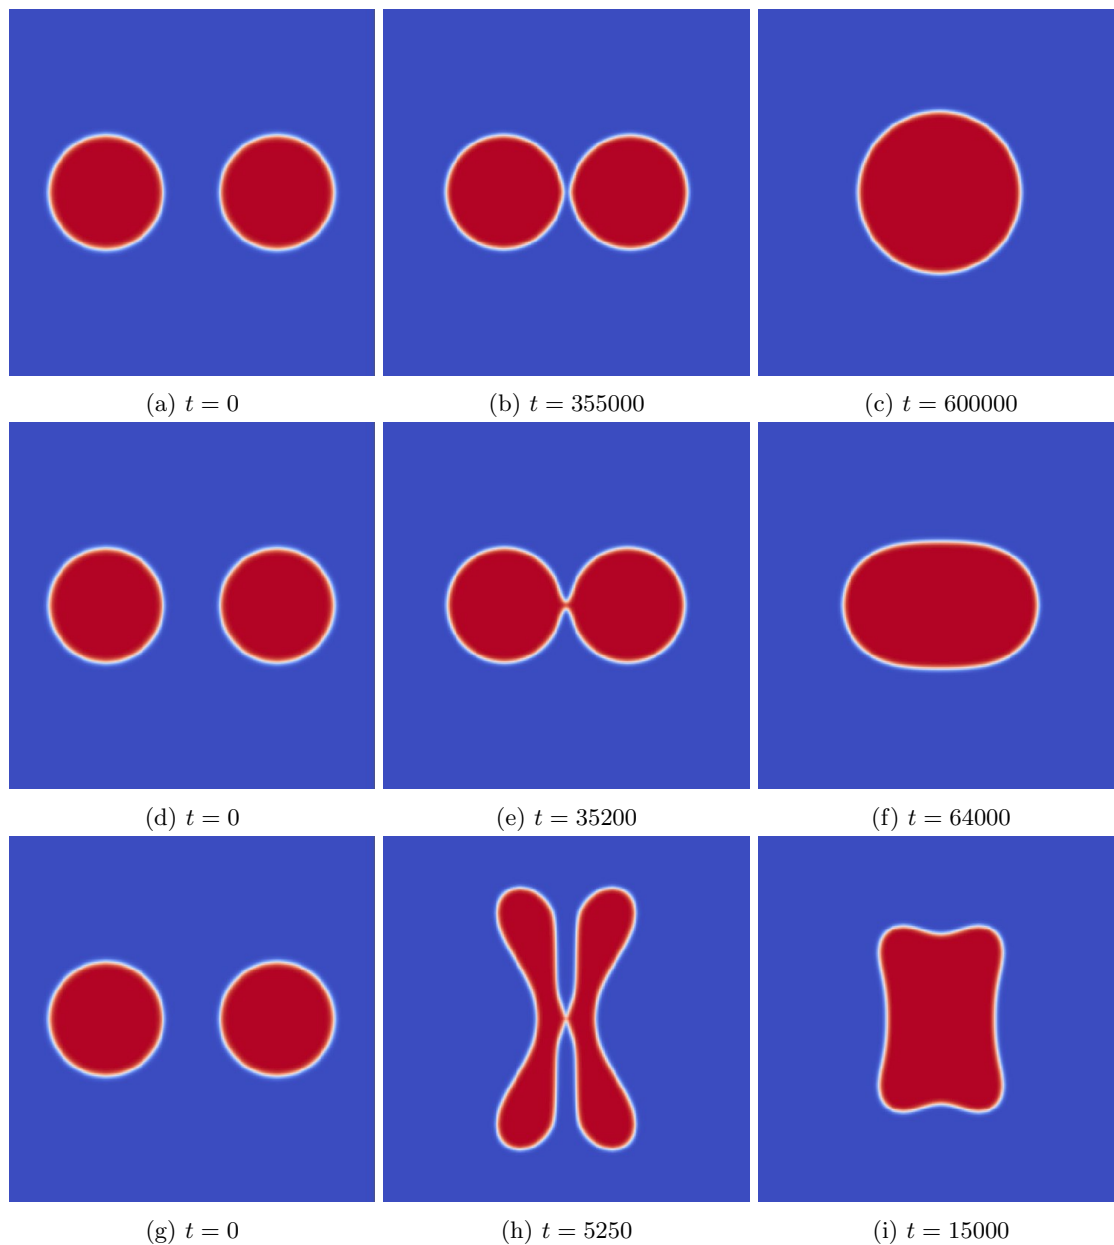 (a) t = 0 (b) t = 355000 (c) t = 600000
(d) t = 0 (e) t = 35200 (f) t = 64000
(g) t = 0 (h) t = 5250 (i) t = 15000